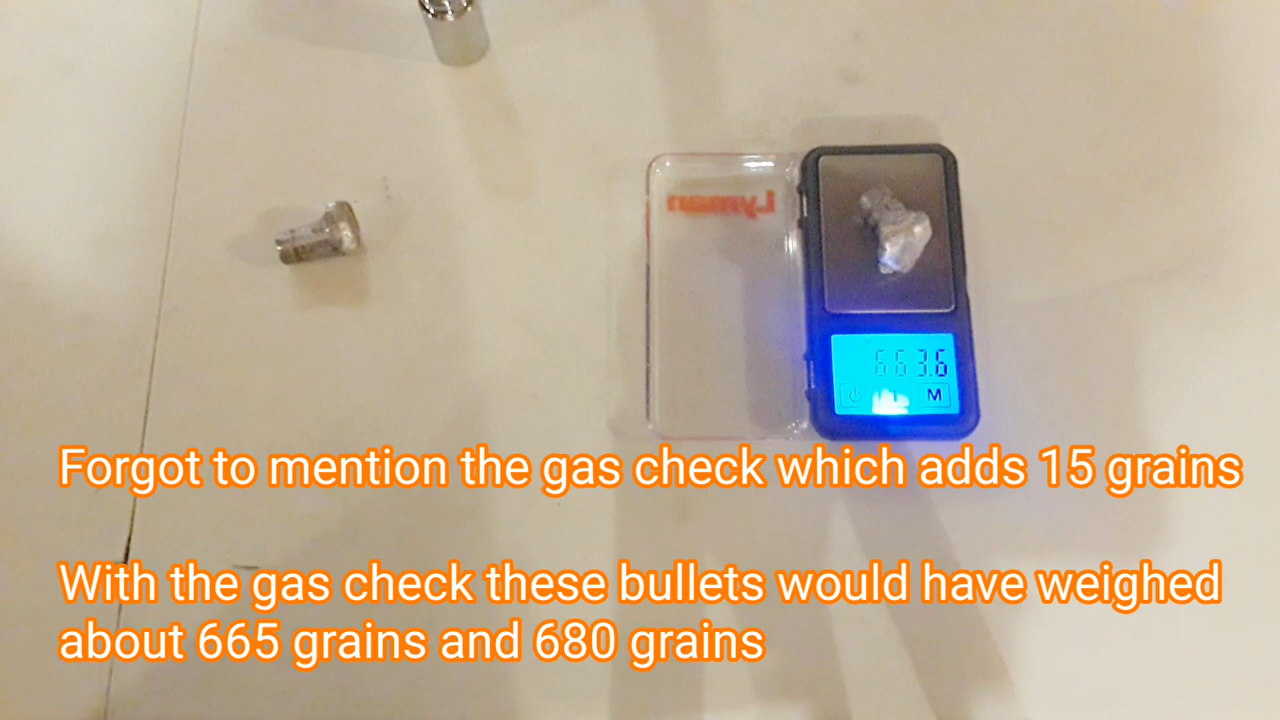 Lyman
663.6
M
Forgot to mention the gas check which adds 15 grains
With the gas check these bullets would have weighed
about 665 grains and 680 grains